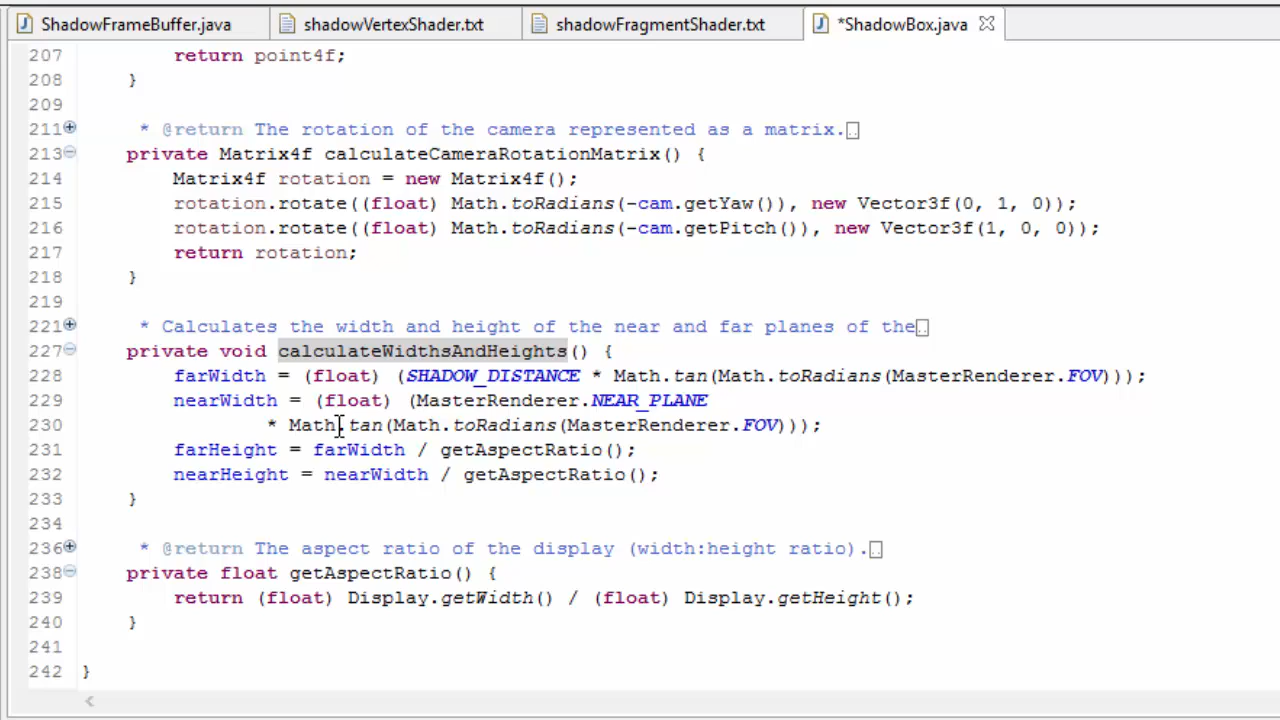 ShadowFrameBuffer.java shadowVertexShader.txt shadowFragmentShader.txt *ShadowBox.java
207 return point4f;
208 }
209
211 * @return The rotation of the camera represented as a matrix.
213 private Matrix4f calculateCameraRotationMatrix() {
214 Matrix4f rotation = new Matrix4f();
215 rotation.rotate((float) Math.toRadians(-cam.getYaw()), new Vector3f(0, 1, 0));
216 rotation.rotate((float) Math.toRadians(-cam.getPitch()), new Vector3f(1, 0, 0));
217 return rotation;
218 }
219
221 * Calculates the width and height of the near and far planes of the
227 private void calculateWidthsAndHeights() {
228 farWidth = (float) (SHADOW_DISTANCE * Math.tan(Math.toRadians(MasterRenderer.FOV)));
229 nearWidth = (float) (MasterRenderer.NEAR_PLANE
230 * Math.tan(Math.toRadians(MasterRenderer.FOV)));
231 farHeight = farWidth / getAspectRatio();
232 nearHeight = nearWidth / getAspectRatio();
233 }
234
236 * @return The aspect ratio of the display (width:height ratio).
238 private float getAspectRatio() {
239 return (float) Display.getWidth() / (float) Display.getHeight();
240 }
241
242 }